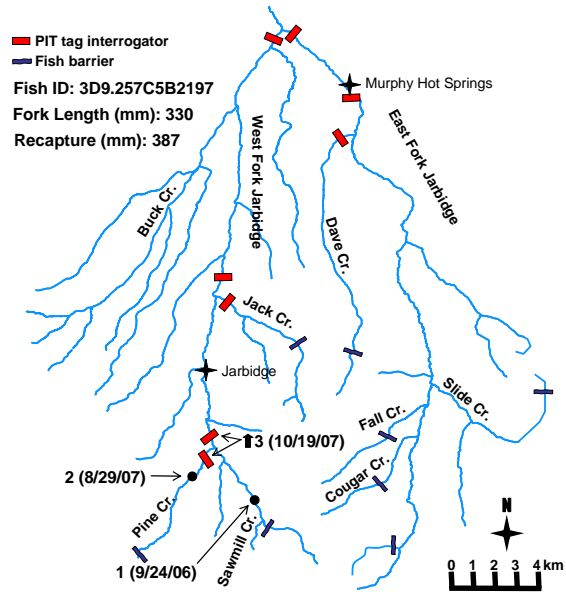 PIT tag interrogator
Fish barrier
Fish ID: 3D9.257C5B2197
Fork Length (mm): 330
Recapture (mm): 387
Murphy Hot Springs
West Fork Jarbidge
East Fork Jarbidge
Buck Cr.
Dave Cr.
Jack Cr.
Jarbidge
Slide Cr.
Fall Cr.
3 (10/19/07)
2 (8/29/07)
Cougar Cr.
Pine Cr.
Sawmill Cr.
1 (9/24/06)
N
0 1 2 3 4 km